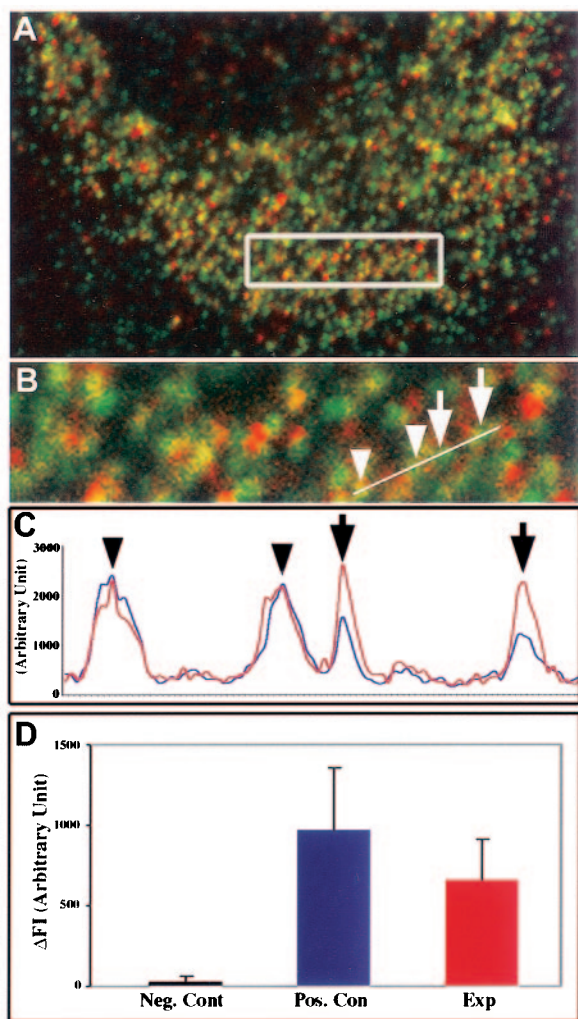 A
B
C
3000
2000
1000
0
(Arbitrary Unit)
D
1500
1000
500
0
ΔFI (Arbitrary Unit)
Neg. Cont Pos. Con Exp